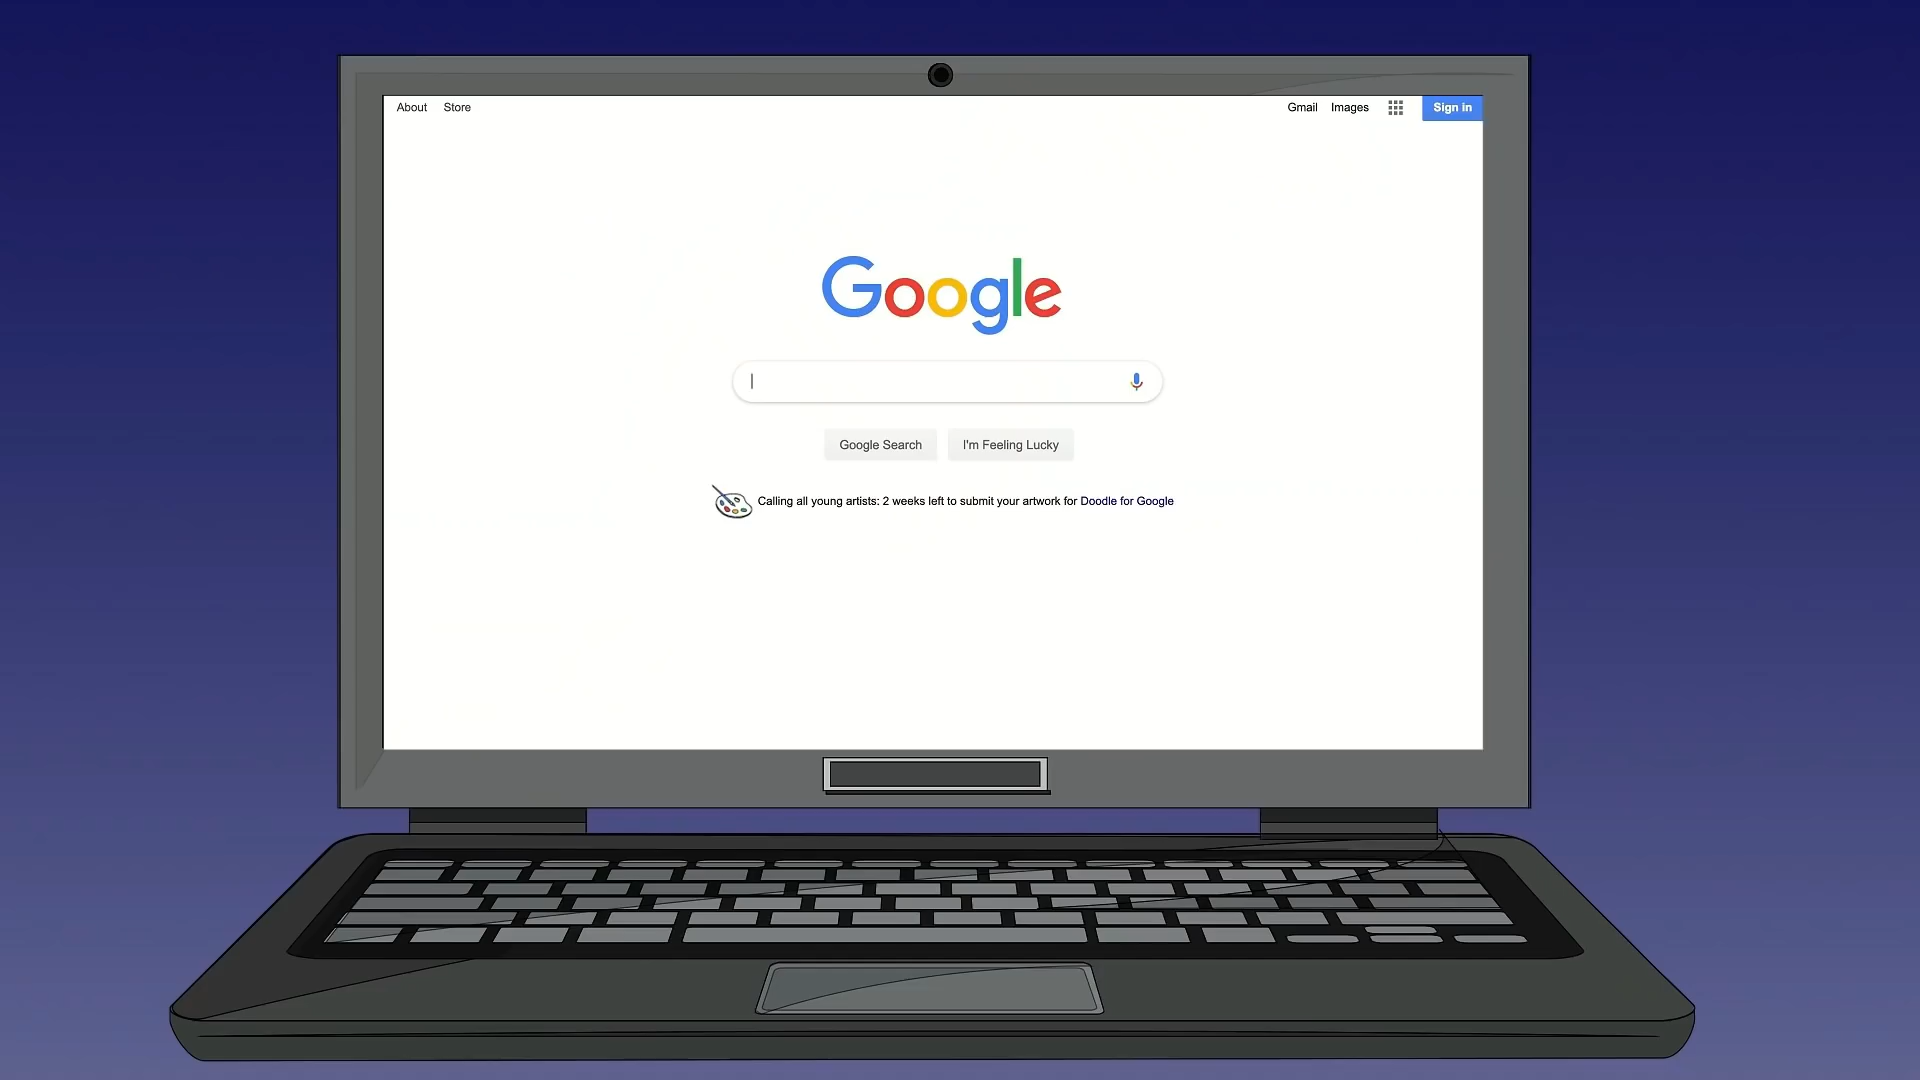 About Store Gmail Images Sign in
Google
Google Search I'm Feeling Lucky
Calling all young artists: 2 weeks left to submit your artwork for Doodle for Google